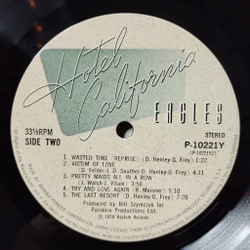 Hotel
California
EAGLES
33⅓RPM
SIDE TWO
STEREO
P-10221Y
(P-10221Y2)
1. WASTED TIME (REPRISE) (D. Henley-G. Frey) 1:22
2. VICTIM OF LOVE
(D. Felder-J. D. Souther-D. Henley-G. Frey) 4:11
3. PRETTY MAIDS ALL IN A ROW
(J. Walsh-J. Vitale) 3:58
4. TRY AND LOVE AGAIN (R. Meisner) 5:10
5. THE LAST RESORT (D. Henley-G. Frey) 7:20
Produced by Bill Szymczyk for
Pandora Productions Ltd.